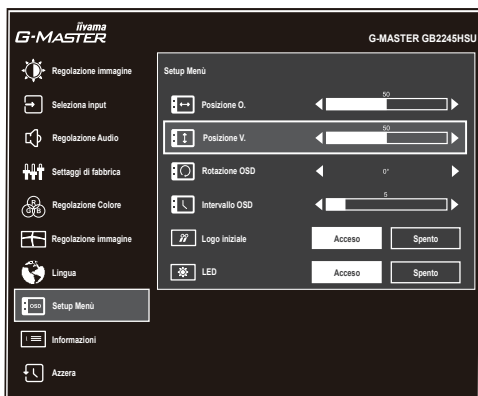 iiyama
G-MASTER
G-MASTER GB2245HSU
Regolazione immagine
Seleziona input
Regolazione Audio
Settaggi di fabbrica
RGB
Regolazione Colore
Regolazione immagine
Lingua
OSD
Setup Menù
Informazioni
Azzera
Setup Menù
Posizione O.
50
Posizione V.
50
Rotazione OSD
0°
Intervallo OSD
5
Logo iniziale
Acceso
Spento
LED
Acceso
Spento